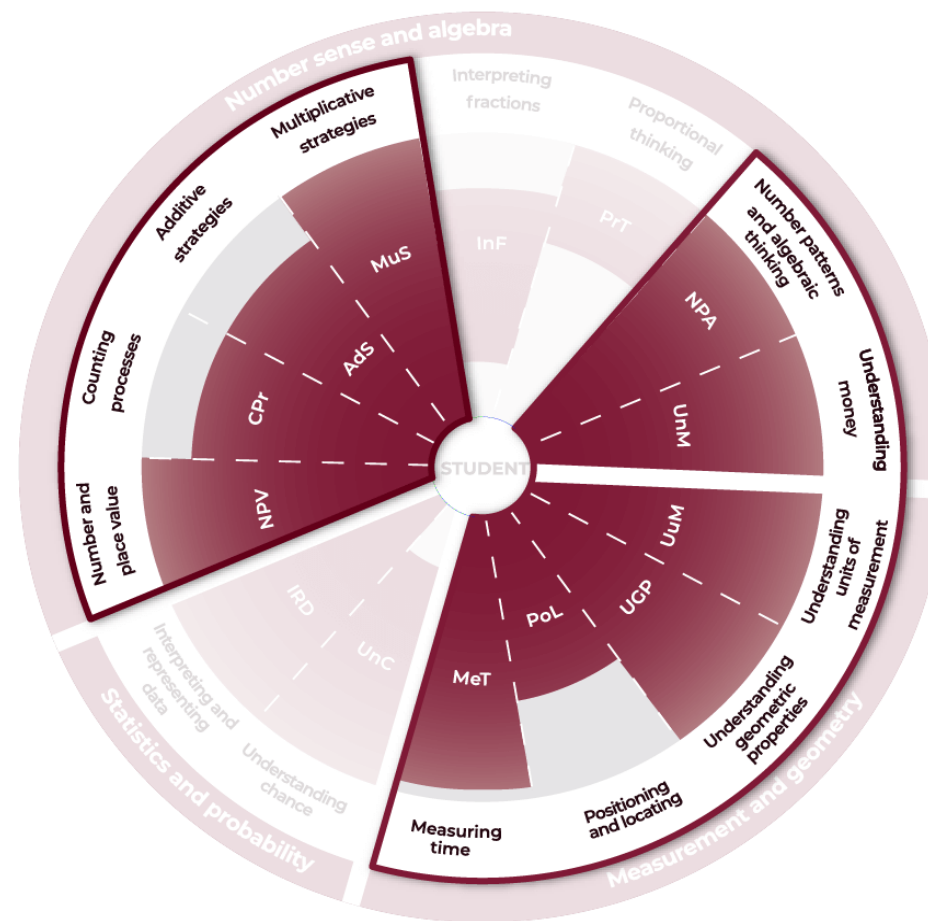 Number sense and algebra
Interpreting
fractions
Proportional
thinking
Multiplicative
strategies
Additive
strategies
Counting
processes
Number and
place value
Number patterns
and algebraic
thinking
Understanding
money
InF
PrT
MuS
AdS
CPr
NPV
NPA
UnM
STUDENT
UuM
UGP
PoL
MeT
IRD
UnC
Understanding
units of
measurement
Understanding
geometric
properties
Positioning
and locating
Measuring
time
Understanding
chance
Interpreting and
representing
data
Statistics and probability
Measurement and geometry